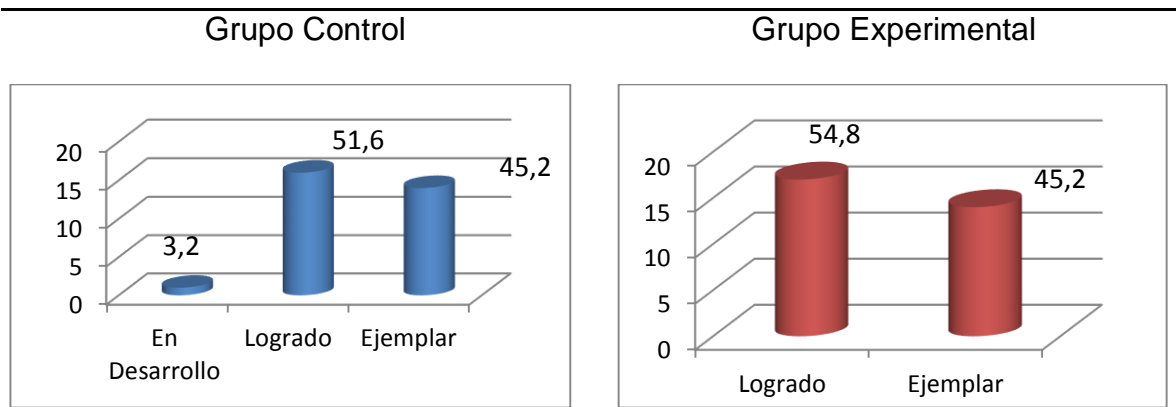 Grupo Control
Grupo Experimental
20
15
10
5
0
3,2
51,6
45,2
En
Desarrollo
Logrado
Ejemplar
20
15
10
5
0
54,8
45,2
Logrado
Ejemplar